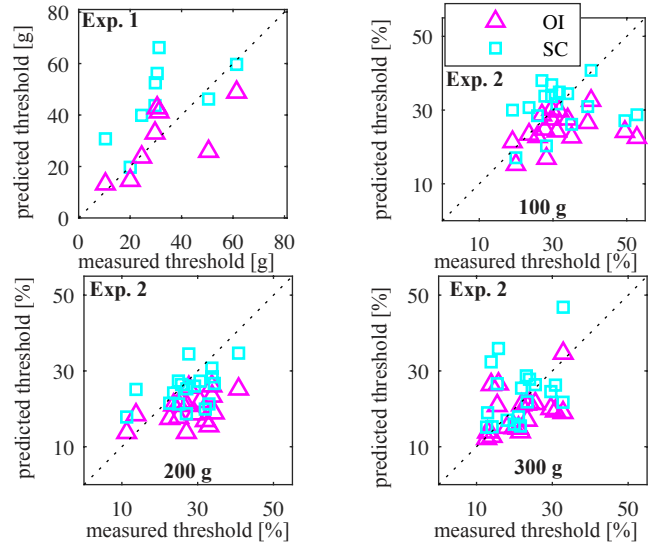 Exp. 1
predicted threshold [g]
80
60
40
20
0
0 20 40 60 80
measured threshold [g]
OI
SC
Exp. 2
predicted threshold [%]
50
30
10
100 g
10 30 50
measured threshold [%]
Exp. 2
predicted threshold [%]
50
30
10
200 g
10 30 50
measured threshold [%]
Exp. 2
predicted threshold [%]
50
30
10
300 g
10 30 50
measured threshold [%]